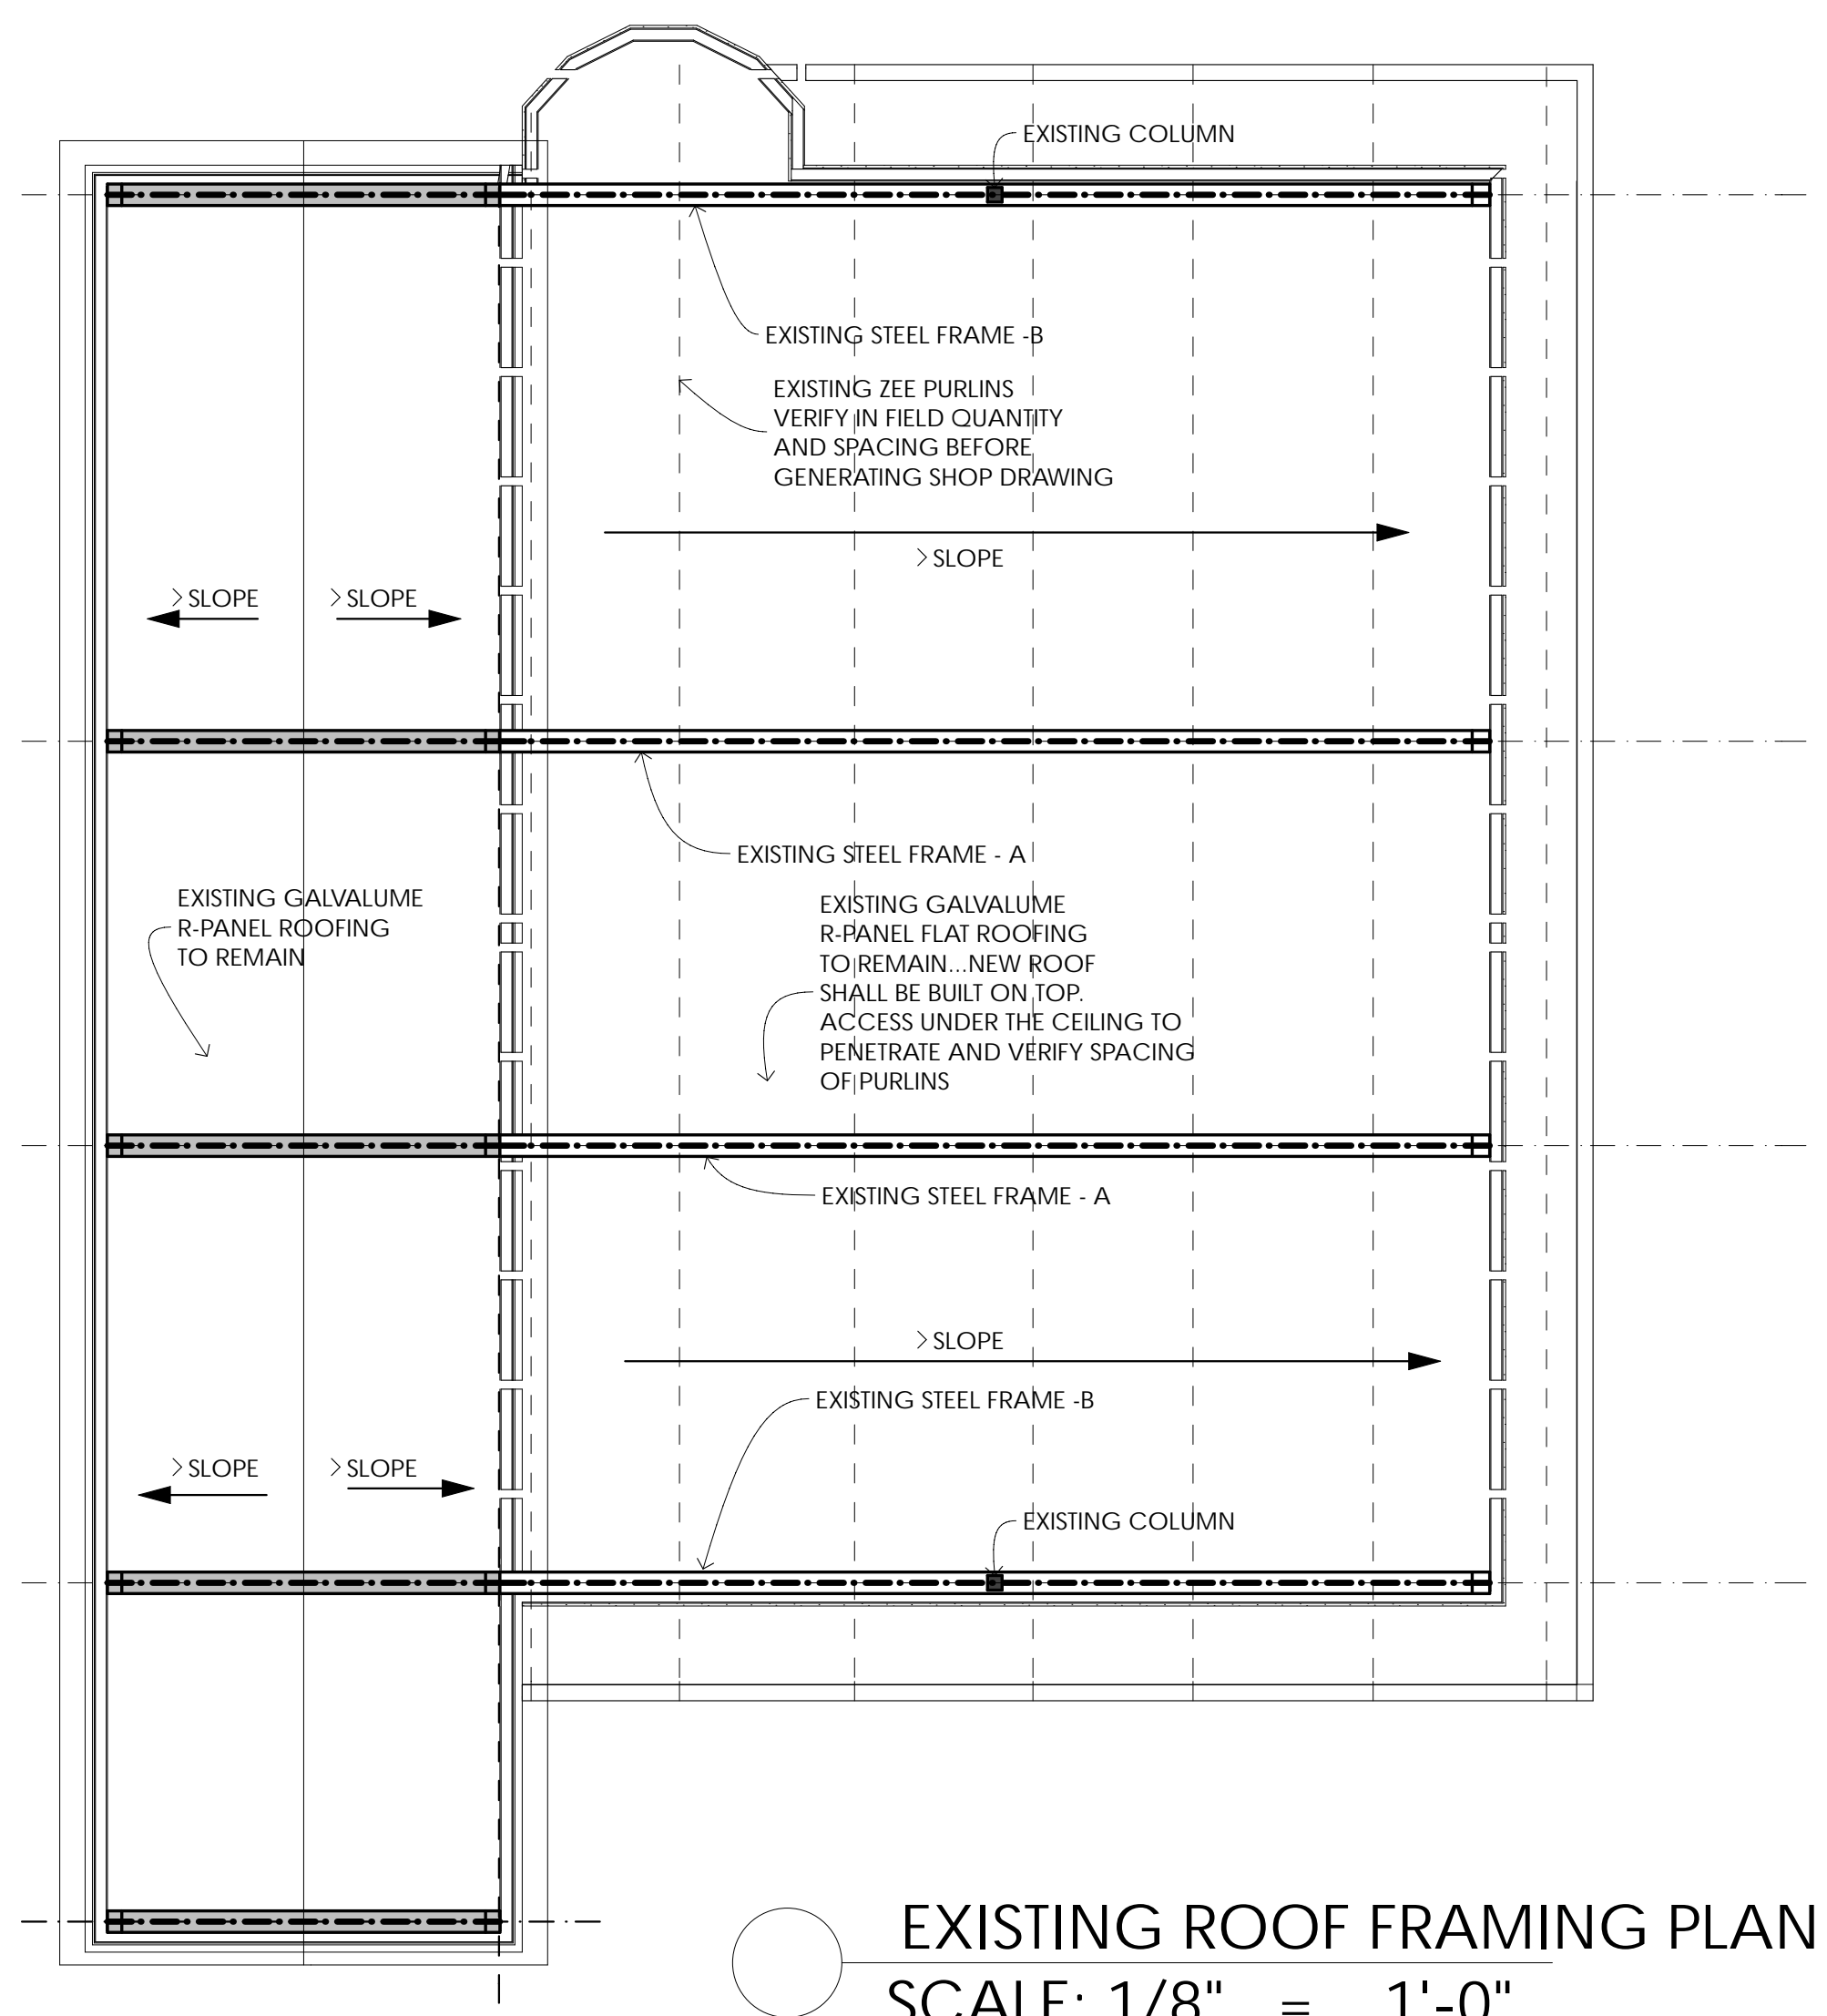 EXISTING COLUMN
EXISTING STEEL FRAME -B
EXISTING ZEE PURLINS
VERIFY IN FIELD QUANTITY
AND SPACING BEFORE
GENERATING SHOP DRAWING
>SLOPE
>SLOPE
>SLOPE
EXISTING STEEL FRAME - A
EXISTING GALVALUME
R-PANEL ROOFING
TO REMAIN
EXISTING GALVALUME
R-PANEL FLAT ROOFING
TO REMAIN...NEW ROOF
SHALL BE BUILT ON TOP.
ACCESS UNDER THE CEILING TO
PENETRATE AND VERIFY SPACING
OF PURLINS
EXISTING STEEL FRAME - A
>SLOPE
EXISTING STEEL FRAME -B
>SLOPE
>SLOPE
EXISTING COLUMN
EXISTING ROOF FRAMING PLAN
SCALE: 1/8" = 1'-0"